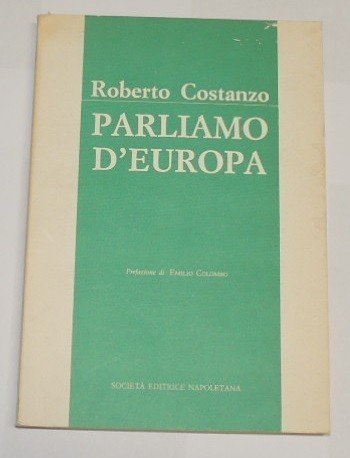 Roberto Costanzo
PARLIAMO
D'EUROPA
Prefazione di EMILIO COLOMBO
SOCIETÀ EDITRICE NAPOLETANA